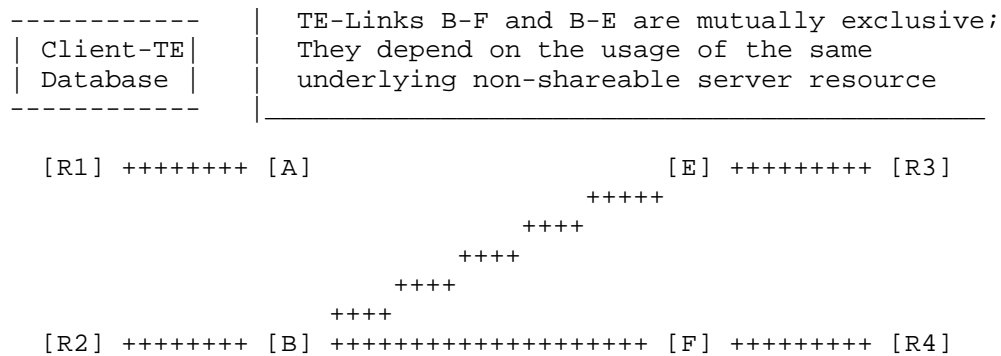 ------------   |  TE-Links B-F and B-E are mutually exclusive;
| Client-TE|   |  They depend on the usage of the same
| Database |   |  underlying non-shareable server resource
------------   |_____________________________________________
[R1] ++++++++ [A]                      [E] +++++++++ [R3]
+++++
++++
++++
++++
++++
[R2] ++++++++ [B] ++++++++++++++++++++ [F] +++++++++ [R4]